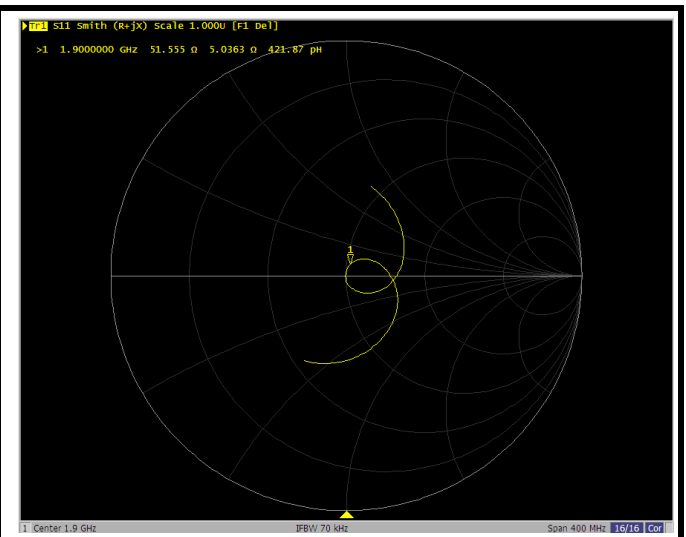 Tr1 S11 Smith (R+jX) Scale 1.000U [F1 Del]
>1 1.9000000 GHz 51.555 Ω 5.0363 Ω 421.87 pH
1
1 Center 1.9 GHz IFBW 70 kHz Span 400 MHz 16/16 Cor